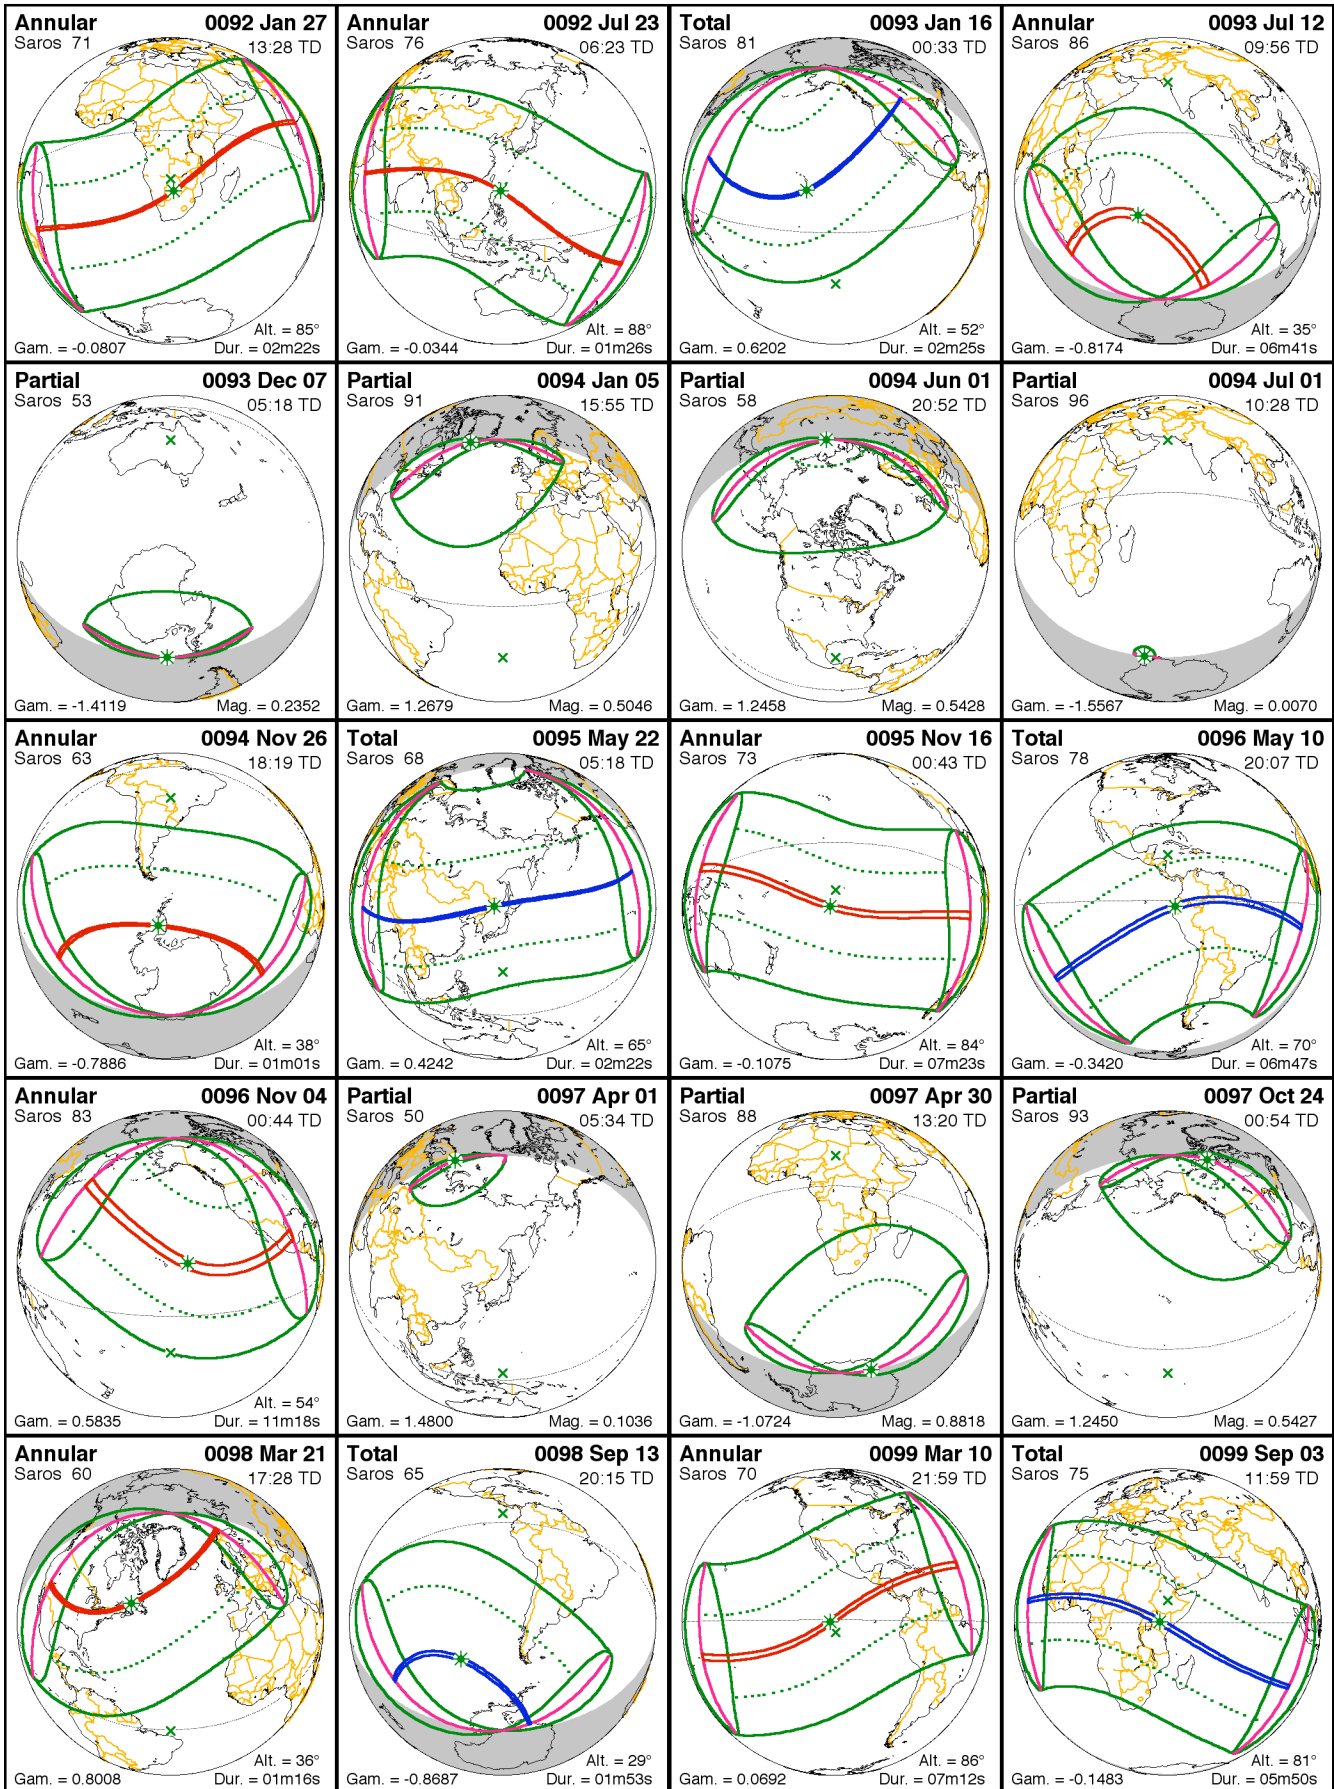 Annular 0092 Jan 27
Saros 71 13:28 TD
Alt. = 85°
Gam. = -0.0807 Dur. = 02m22s
Annular 0092 Jul 23
Saros 76 06:23 TD
Alt. = 88°
Gam. = -0.0344 Dur. = 01m26s
Total 0093 Jan 16
Saros 81 00:33 TD
Alt. = 52°
Gam. = 0.6202 Dur. = 02m25s
Annular 0093 Jul 12
Saros 86 09:56 TD
Alt. = 35°
Gam. = -0.8174 Dur. = 06m41s
Partial 0093 Dec 07
Saros 53 05:18 TD
Gam. = -1.4119 Mag. = 0.2352
Partial 0094 Jan 05
Saros 91 15:55 TD
Gam. = 1.2679 Mag. = 0.5046
Partial 0094 Jun 01
Saros 58 20:52 TD
Gam. = 1.2458 Mag. = 0.5428
Partial 0094 Jul 01
Saros 96 10:28 TD
Gam. = -1.5567 Mag. = 0.0070
Annular 0094 Nov 26
Saros 63 18:19 TD
Alt. = 38°
Gam. = -0.7886 Dur. = 01m01s
Total 0095 May 22
Saros 68 05:18 TD
Alt. = 65°
Gam. = 0.4242 Dur. = 02m22s
Annular 0095 Nov 16
Saros 73 00:43 TD
Alt. = 84°
Gam. = -0.1075 Dur. = 07m23s
Total 0096 May 10
Saros 78 20:07 TD
Alt. = 70°
Gam. = -0.3420 Dur. = 06m47s
Annular 0096 Nov 04
Saros 83 00:44 TD
Alt. = 54°
Gam. = 0.5835 Dur. = 11m18s
Partial 0097 Apr 01
Saros 50 05:34 TD
Gam. = 1.4800 Mag. = 0.1036
Partial 0097 Apr 30
Saros 88 13:20 TD
Gam. = -1.0724 Mag. = 0.8818
Partial 0097 Oct 24
Saros 93 00:54 TD
Gam. = 1.2450 Mag. = 0.5427
Annular 0098 Mar 21
Saros 60 17:28 TD
Alt. = 36°
Gam. = 0.8008 Dur. = 01m16s
Total 0098 Sep 13
Saros 65 20:15 TD
Alt. = 29°
Gam. = -0.8687 Dur. = 01m53s
Annular 0099 Mar 10
Saros 70 21:59 TD
Alt. = 86°
Gam. = 0.0692 Dur. = 07m12s
Total 0099 Sep 03
Saros 75 11:59 TD
Alt. = 81°
Gam. = -0.1483 Dur. = 05m50s